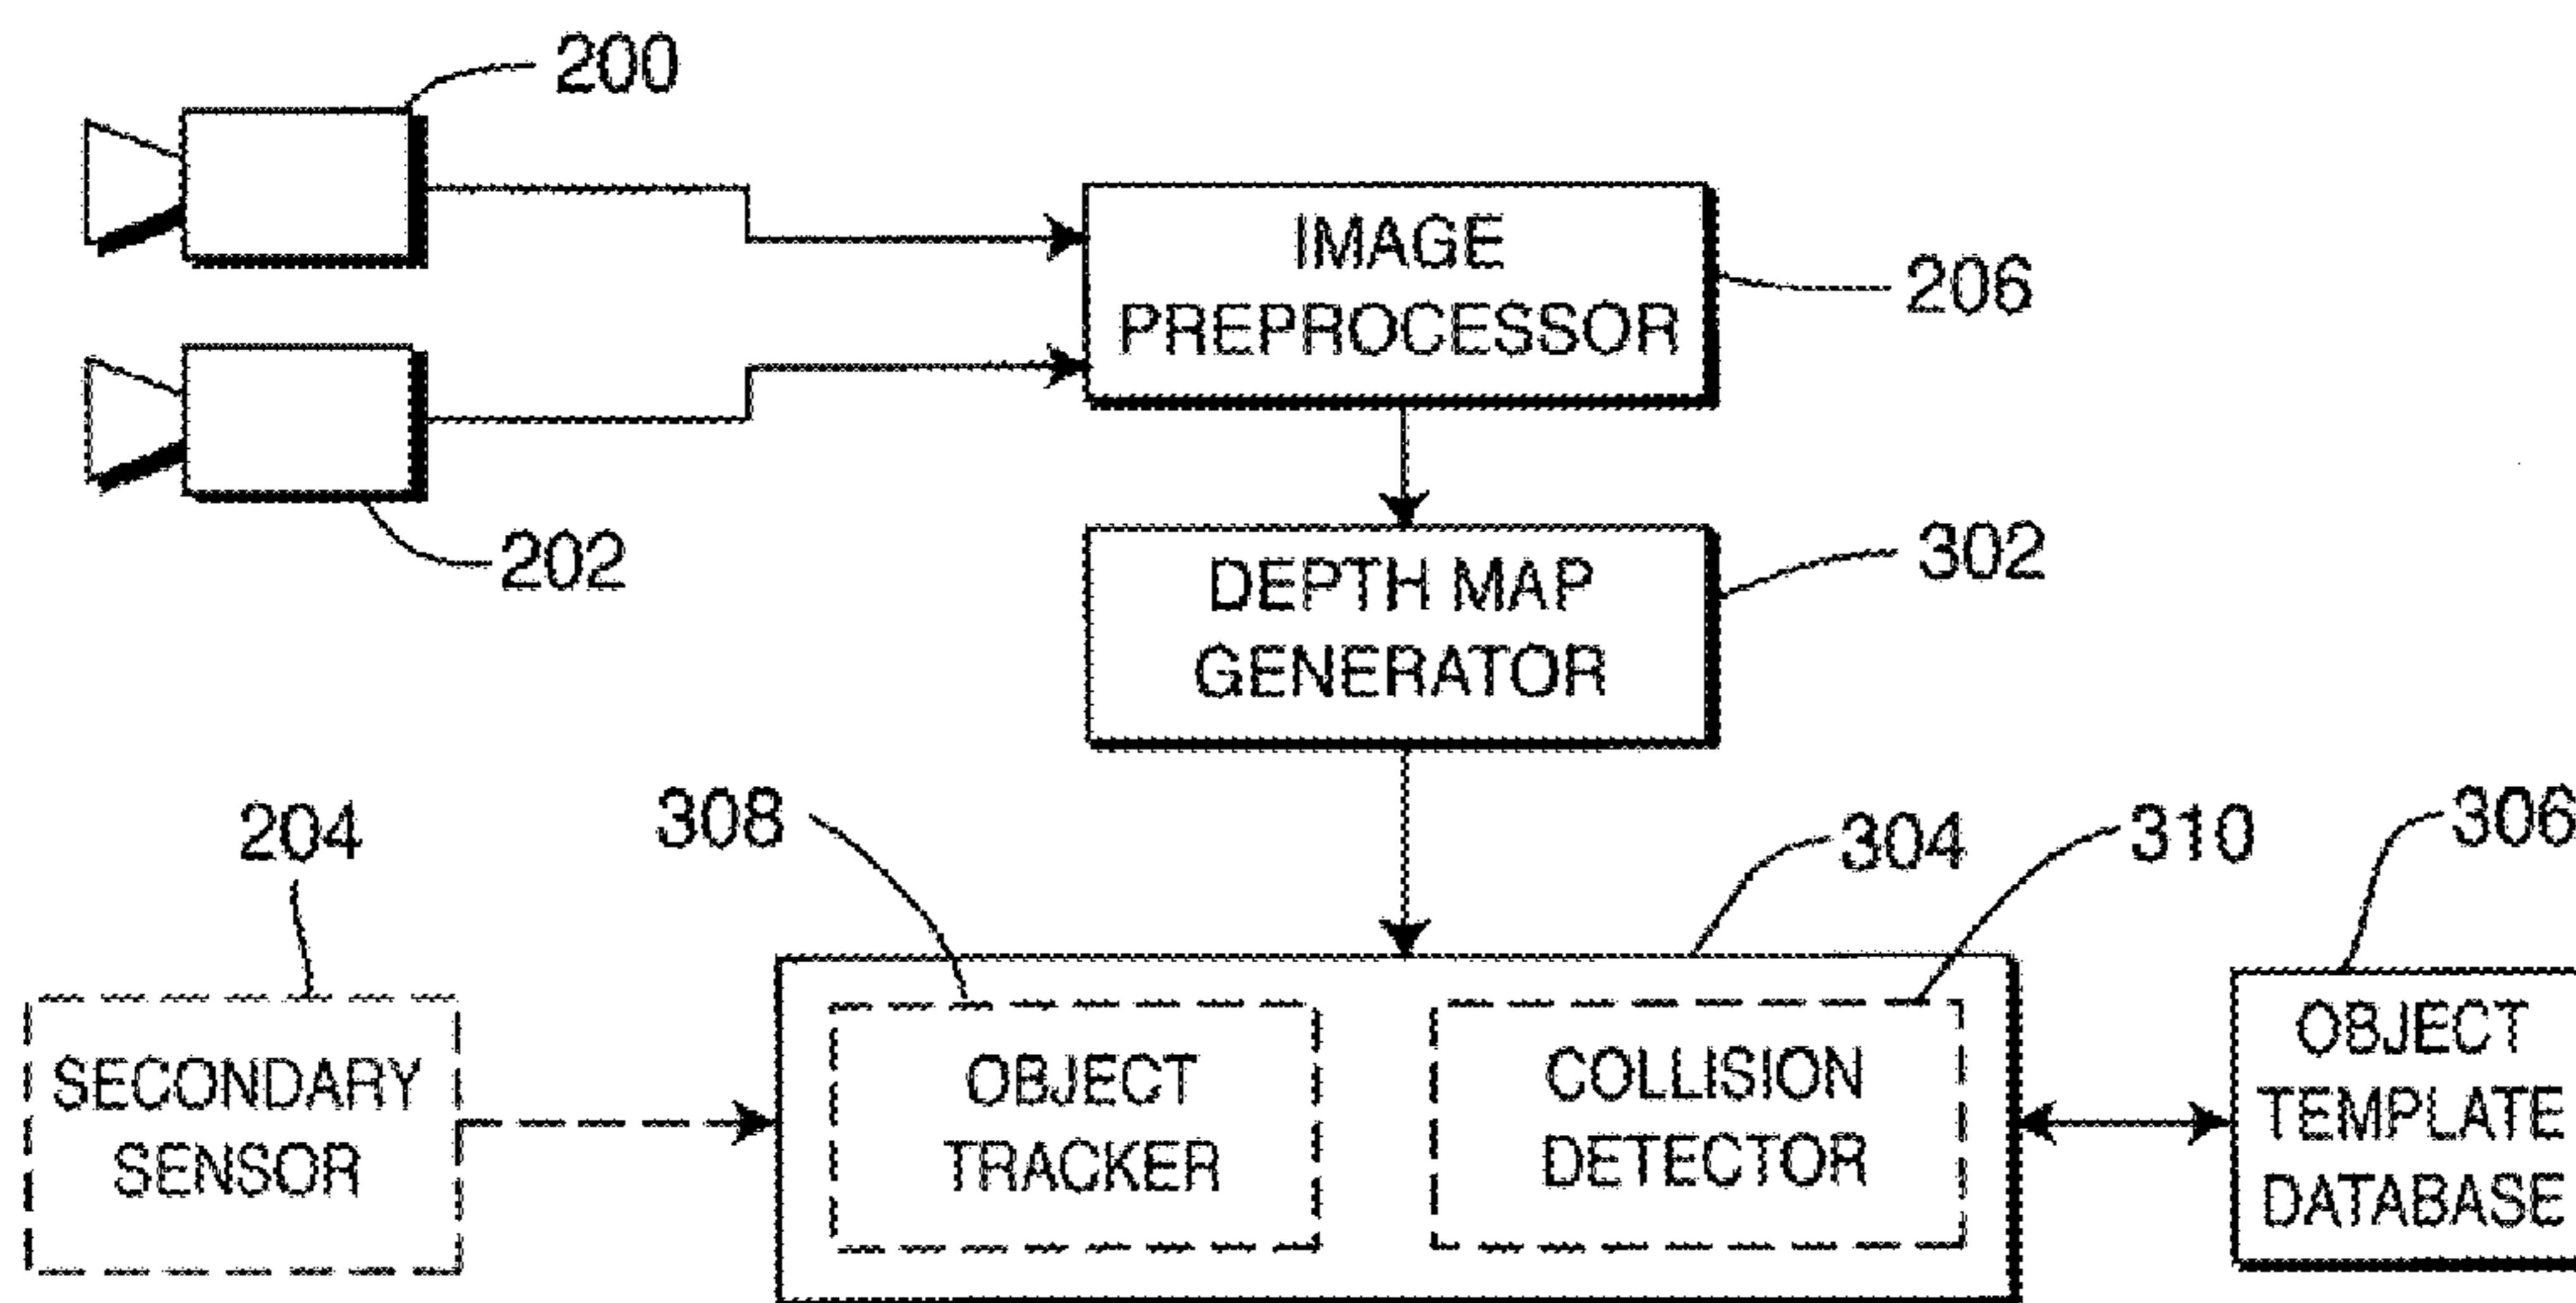 200
IMAGE
PREPROCESSOR
206
202
DEPTH MAP
GENERATOR
302
204
308
304
310
306
SECONDARY
SENSOR
OBJECT
TRACKER
COLLISION
DETECTOR
OBJECT
TEMPLATE
DATABASE